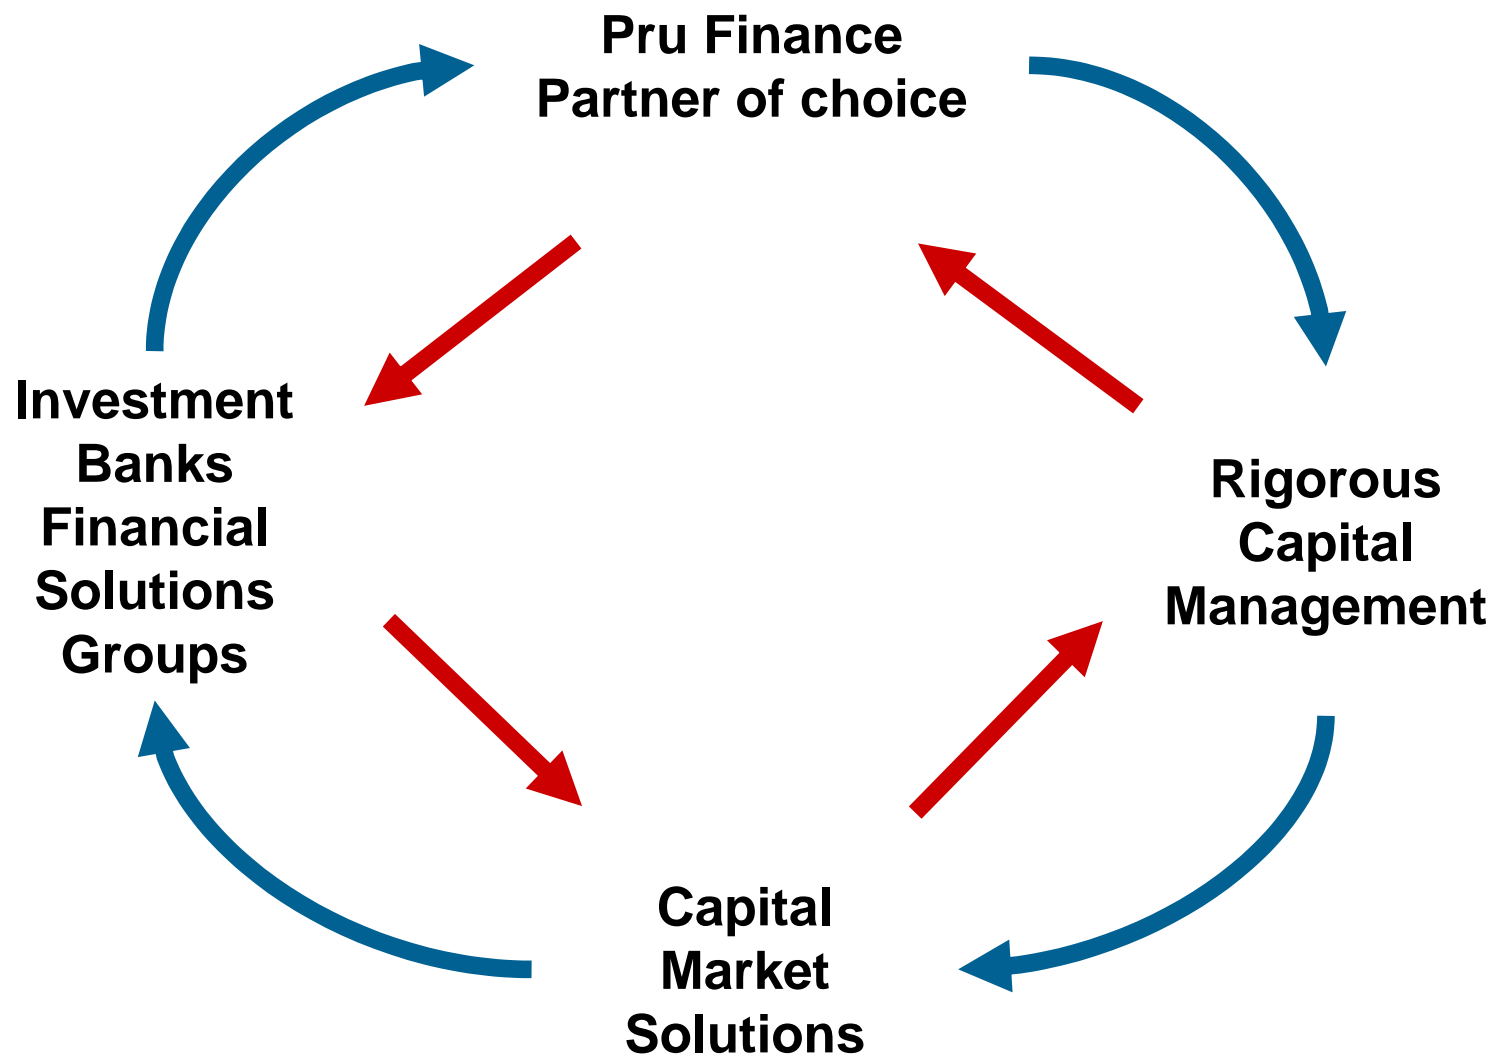 Pru Finance
Partner of choice
Investment
Banks
Financial
Solutions
Groups
Rigorous
Capital
Management
Capital
Market
Solutions